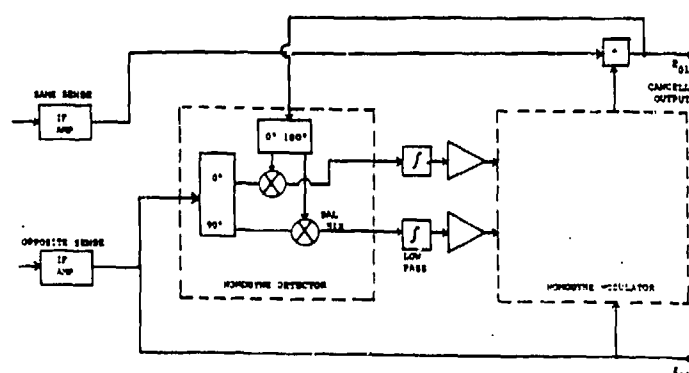 SAME SENSE
IF
AMP
0° 180°
0°
90°
BAL
MIX
∫
∫
LOW
PASS
HOMODYNE DETECTOR
OPPOSITE SENSE
IF
AMP
HOMODYNE MODULATOR
CANCELL
OUTPUT